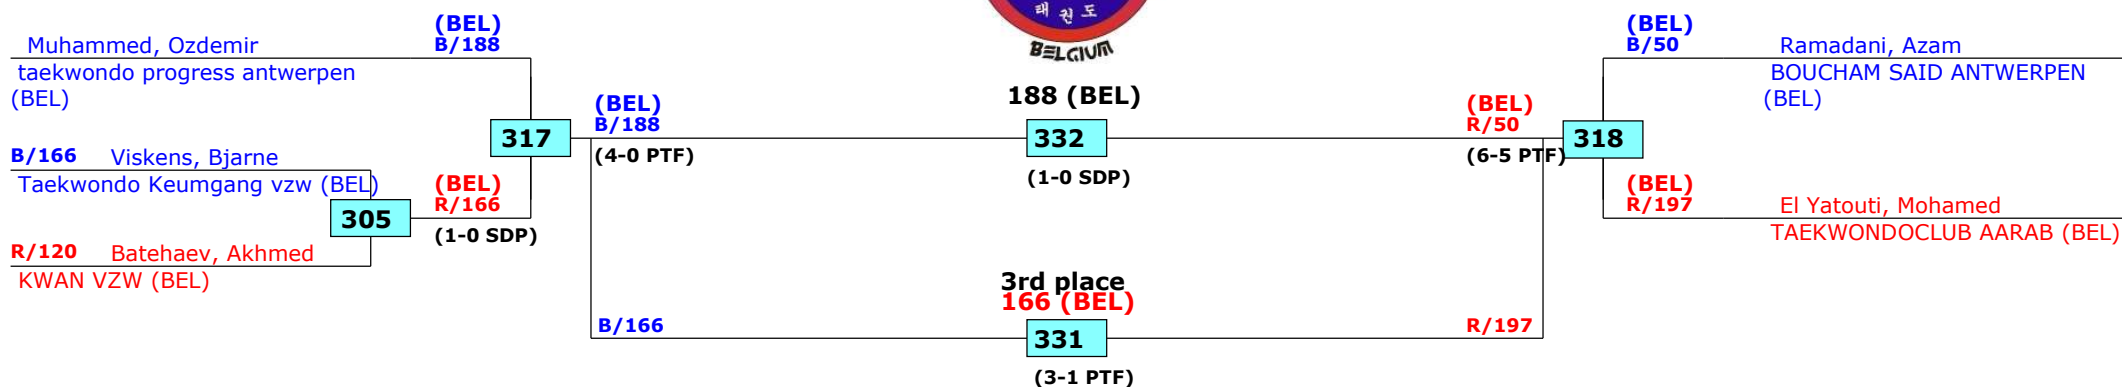 태권도
BELGIUM
(BEL)
B/188
Muhammed, Ozdemir
taekwondo progress antwerpen
(BEL)
B/166 Viskens, Bjarne
Taekwondo Keumgang vzw (BEL)
305
R/120 Batehaev, Akhmed
KWAN VZW (BEL)
(BEL)
R/166
(1-0 SDP)
317
(BEL)
B/188
(4-0 PTF)
188 (BEL)
332
(1-0 SDP)
(BEL)
R/50
(6-5 PTF)
318
(BEL)
B/50
Ramadani, Azam
BOUCHAM SAID ANTWERPEN
(BEL)
(BEL)
R/197
El Yatouti, Mohamed
TAEKWONDOCLUB AARAB (BEL)
3rd place
166 (BEL)
B/166
331
R/197
(3-1 PTF)